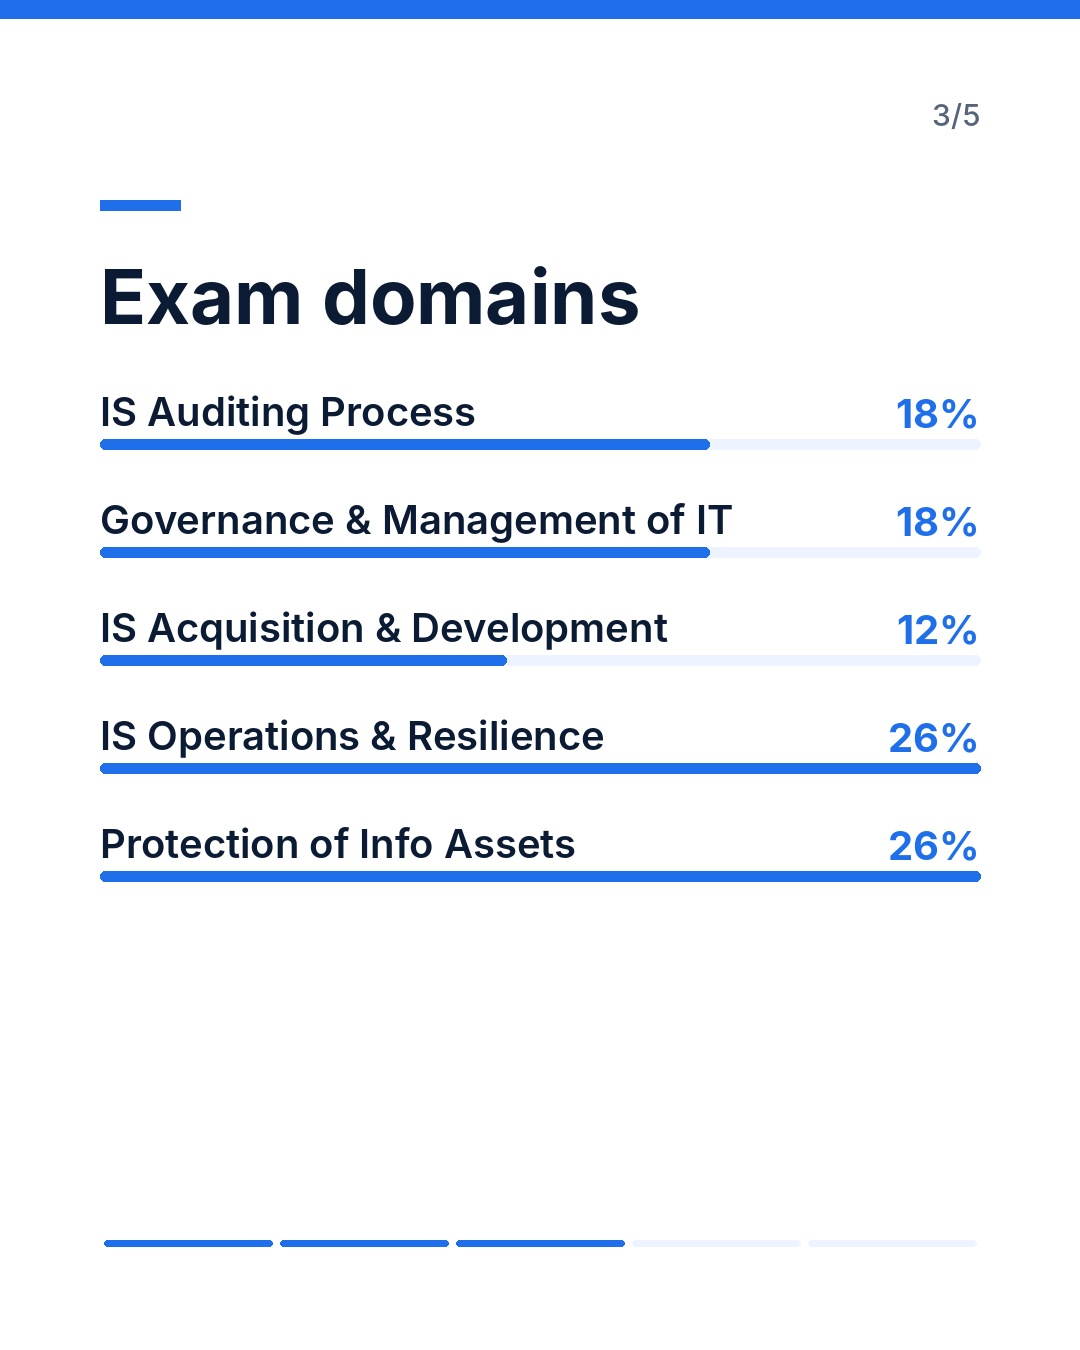 3/5
Exam domains
IS Auditing Process 18%
Governance & Management of IT 18%
IS Acquisition & Development 12%
IS Operations & Resilience 26%
Protection of Info Assets 26%